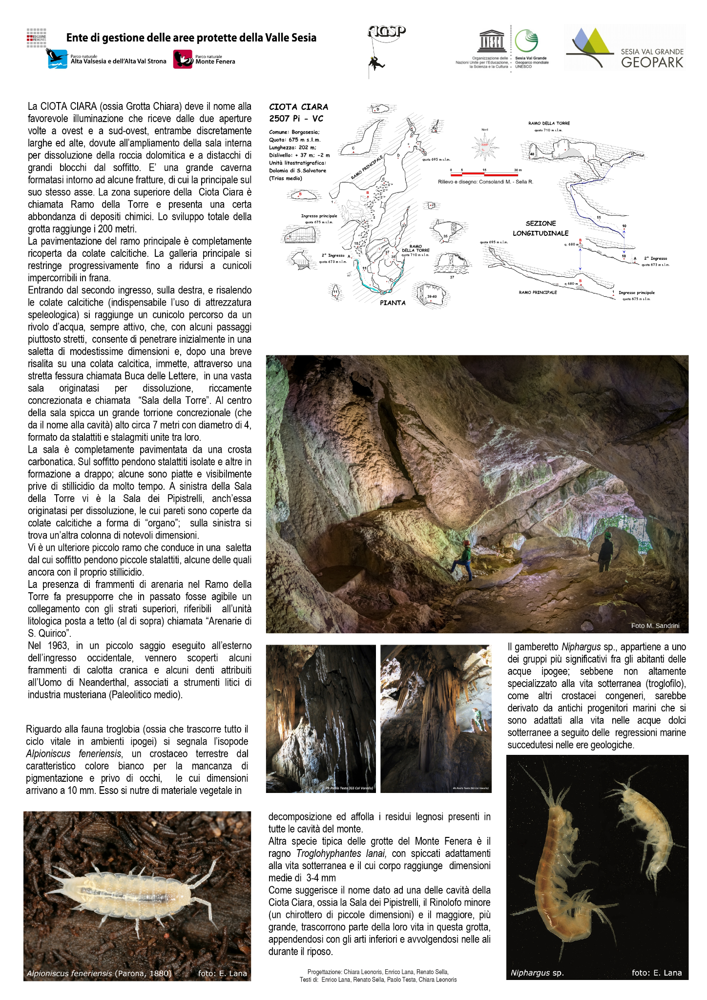 REGIONE
PIEMONTE
Ente di gestione delle aree protette della Valle Sesia
Parco naturale
Alta Valsesia e dell'Alta Val Strona
Parco naturale
Monte Fenera
AGSP
UNESCO
Organizzazione delle
Nazioni Unite per l'Educazione,
la Scienza e la Cultura
Sesia Val Grande
Geoparco mondiale
UNESCO
SESIA VAL GRANDE
GEOPARK
La CIOTA CIARA (ossia Grotta Chiara) deve il nome alla
favorevole illuminazione che riceve dalle due aperture
volte a ovest e a sud-ovest, entrambe discretamente
larghe ed alte, dovute all'ampliamento della sala interna
per dissoluzione della roccia dolomitica e a distacchi di
grandi blocchi dal soffitto. E' una grande caverna
formatasi intorno ad alcune fratture, di cui la principale sul
suo stesso asse. La zona superiore della Ciota Ciara è
chiamata Ramo della Torre e presenta una certa
abbondanza di depositi chimici. Lo sviluppo totale della
grotta raggiunge i 200 metri.
La pavimentazione del ramo principale è completamente
ricoperta da colate calcitiche. La galleria principale si
restringe progressivamente fino a ridursi a cunicoli
impercorribili in frana.
Entrando dal secondo ingresso, sulla destra, e risalendo
le colate calcitiche (indispensabile l'uso di attrezzatura
speleologica) si raggiunge un cunicolo percorso da un
rivolo d'acqua, sempre attivo, che, con alcuni passaggi
piuttosto stretti, consente di penetrare inizialmente in una
saletta di modestissime dimensioni e, dopo una breve
risalita su una colata calcitica, immette, attraverso una
stretta fessura chiamata Buca delle Lettere, in una vasta
sala originatasi per dissoluzione, riccamente
concrezionata e chiamata “Sala della Torre”. Al centro
della sala spicca un grande torrione concrezionale (che
da il nome alla cavità) alto circa 7 metri con diametro di 4,
formato da stalattiti e stalagmiti unite tra loro.
La sala è completamente pavimentata da una crosta
carbonatica. Sul soffitto pendono stalattiti isolate e altre in
formazione a drappo; alcune sono piatte e visibilmente
prive di stillicidio da molto tempo. A sinistra della Sala
della Torre vi è la Sala dei Pipistrelli, anch'essa
originatasi per dissoluzione, le cui pareti sono coperte da
colate calcitiche a forma di “organo”; sulla sinistra si
trova un'altra colonna di notevoli dimensioni.
Vi è un ulteriore piccolo ramo che conduce in una saletta
dal cui soffitto pendono piccole stalattiti, alcune delle quali
ancora con il proprio stillicidio.
La presenza di frammenti di arenaria nel Ramo della
Torre fa presupporre che in passato fosse agibile un
collegamento con gli strati superiori, riferibili all'unità
litologica posta a tetto (al di sopra) chiamata “Arenarie di
S. Quirico”.
Nel 1963, in un piccolo saggio eseguito all'esterno
dell'ingresso occidentale, vennero scoperti alcuni
frammenti di calotta cranica e alcuni denti attribuiti
all'Uomo di Neanderthal, associati a strumenti litici di
industria musteriana (Paleolitico medio).
Riguardo alla fauna troglobia (ossia che trascorre tutto il
ciclo vitale in ambienti ipogei) si segnala l'isopode
Alpioniscus feneriensis, un crostaceo terrestre dal
caratteristico colore bianco per la mancanza di
pigmentazione e privo di occhi, le cui dimensioni
arrivano a 10 mm. Esso si nutre di materiale vegetale in
Alpioniscus feneriensis (Parona, 1880) foto: E. Lana
CIOTA CIARA
2507 Pi - VC
Comune: Borgosesia;
Quota: 675 m s.l.m.
Lunghezza: 202 m;
Dislivello: + 37 m; -2 m
Unità litostratigrafica:
Dolomia di S.Salvatore
(Trias medio)
D
C
G
E
D
RAMO PRINCIPALE
quota 695 m s.l.m.
C
B
B
1
Ingresso principale
quota 675 m s.l.m.
1
10
2° Ingresso
quota 673 m s.l.m.
A
11
11
27
27
35
37
35
RAMO
DELLA TORRE
quota 710 m s.l.m.
37
39-40
PIANTA
Nord
0 5 15 30 m
Rilievo e disegno: Consolandi M. - Sella R.
RAMO DELLA TORRE
quota 710 m s.l.m.
40
27
11
10
SEZIONE
LONGITUDINALE
quota 695 m s.l.m.
B
q. 680 m
10
A
2° Ingresso
quota 673 m s.l.m.
B
q 680 m
RAMO PRINCIPALE
1
Ingresso principale
quota 675 m s.l.m.
Foto M. Sandrini
Ph Paolo Testa (GS Cai Varallo)
Ph Paolo Testa (GS Cai Varallo)
decomposizione ed affolla i residui legnosi presenti in
tutte le cavità del monte.
Altra specie tipica delle grotte del Monte Fenera è il
ragno Troglohyphantes lanai, con spiccati adattamenti
alla vita sotterranea e il cui corpo raggiunge dimensioni
medie di 3-4 mm
Come suggerisce il nome dato ad una delle cavità della
Ciota Ciara, ossia la Sala dei Pipistrelli, il Rinolofo minore
(un chirottero di piccole dimensioni) e il maggiore, più
grande, trascorrono parte della loro vita in questa grotta,
appendendosi con gli arti inferiori e avvolgendosi nelle ali
durante il riposo.
Progettazione: Chiara Leonoris, Enrico Lana, Renato Sella,
Testi di: Enrico Lana, Renato Sella, Paolo Testa, Chiara Leonoris
Il gamberetto Niphargus sp., appartiene a uno
dei gruppi più significativi fra gli abitanti delle
acque ipogee; sebbene non altamente
specializzato alla vita sotterranea (troglofilo),
come altri crostacei congeneri, sarebbe
derivato da antichi progenitori marini che si
sono adattati alla vita nelle acque dolci
sotterranee a seguito delle regressioni marine
succedutesi nelle ere geologiche.
Niphargus sp. foto: E. Lana